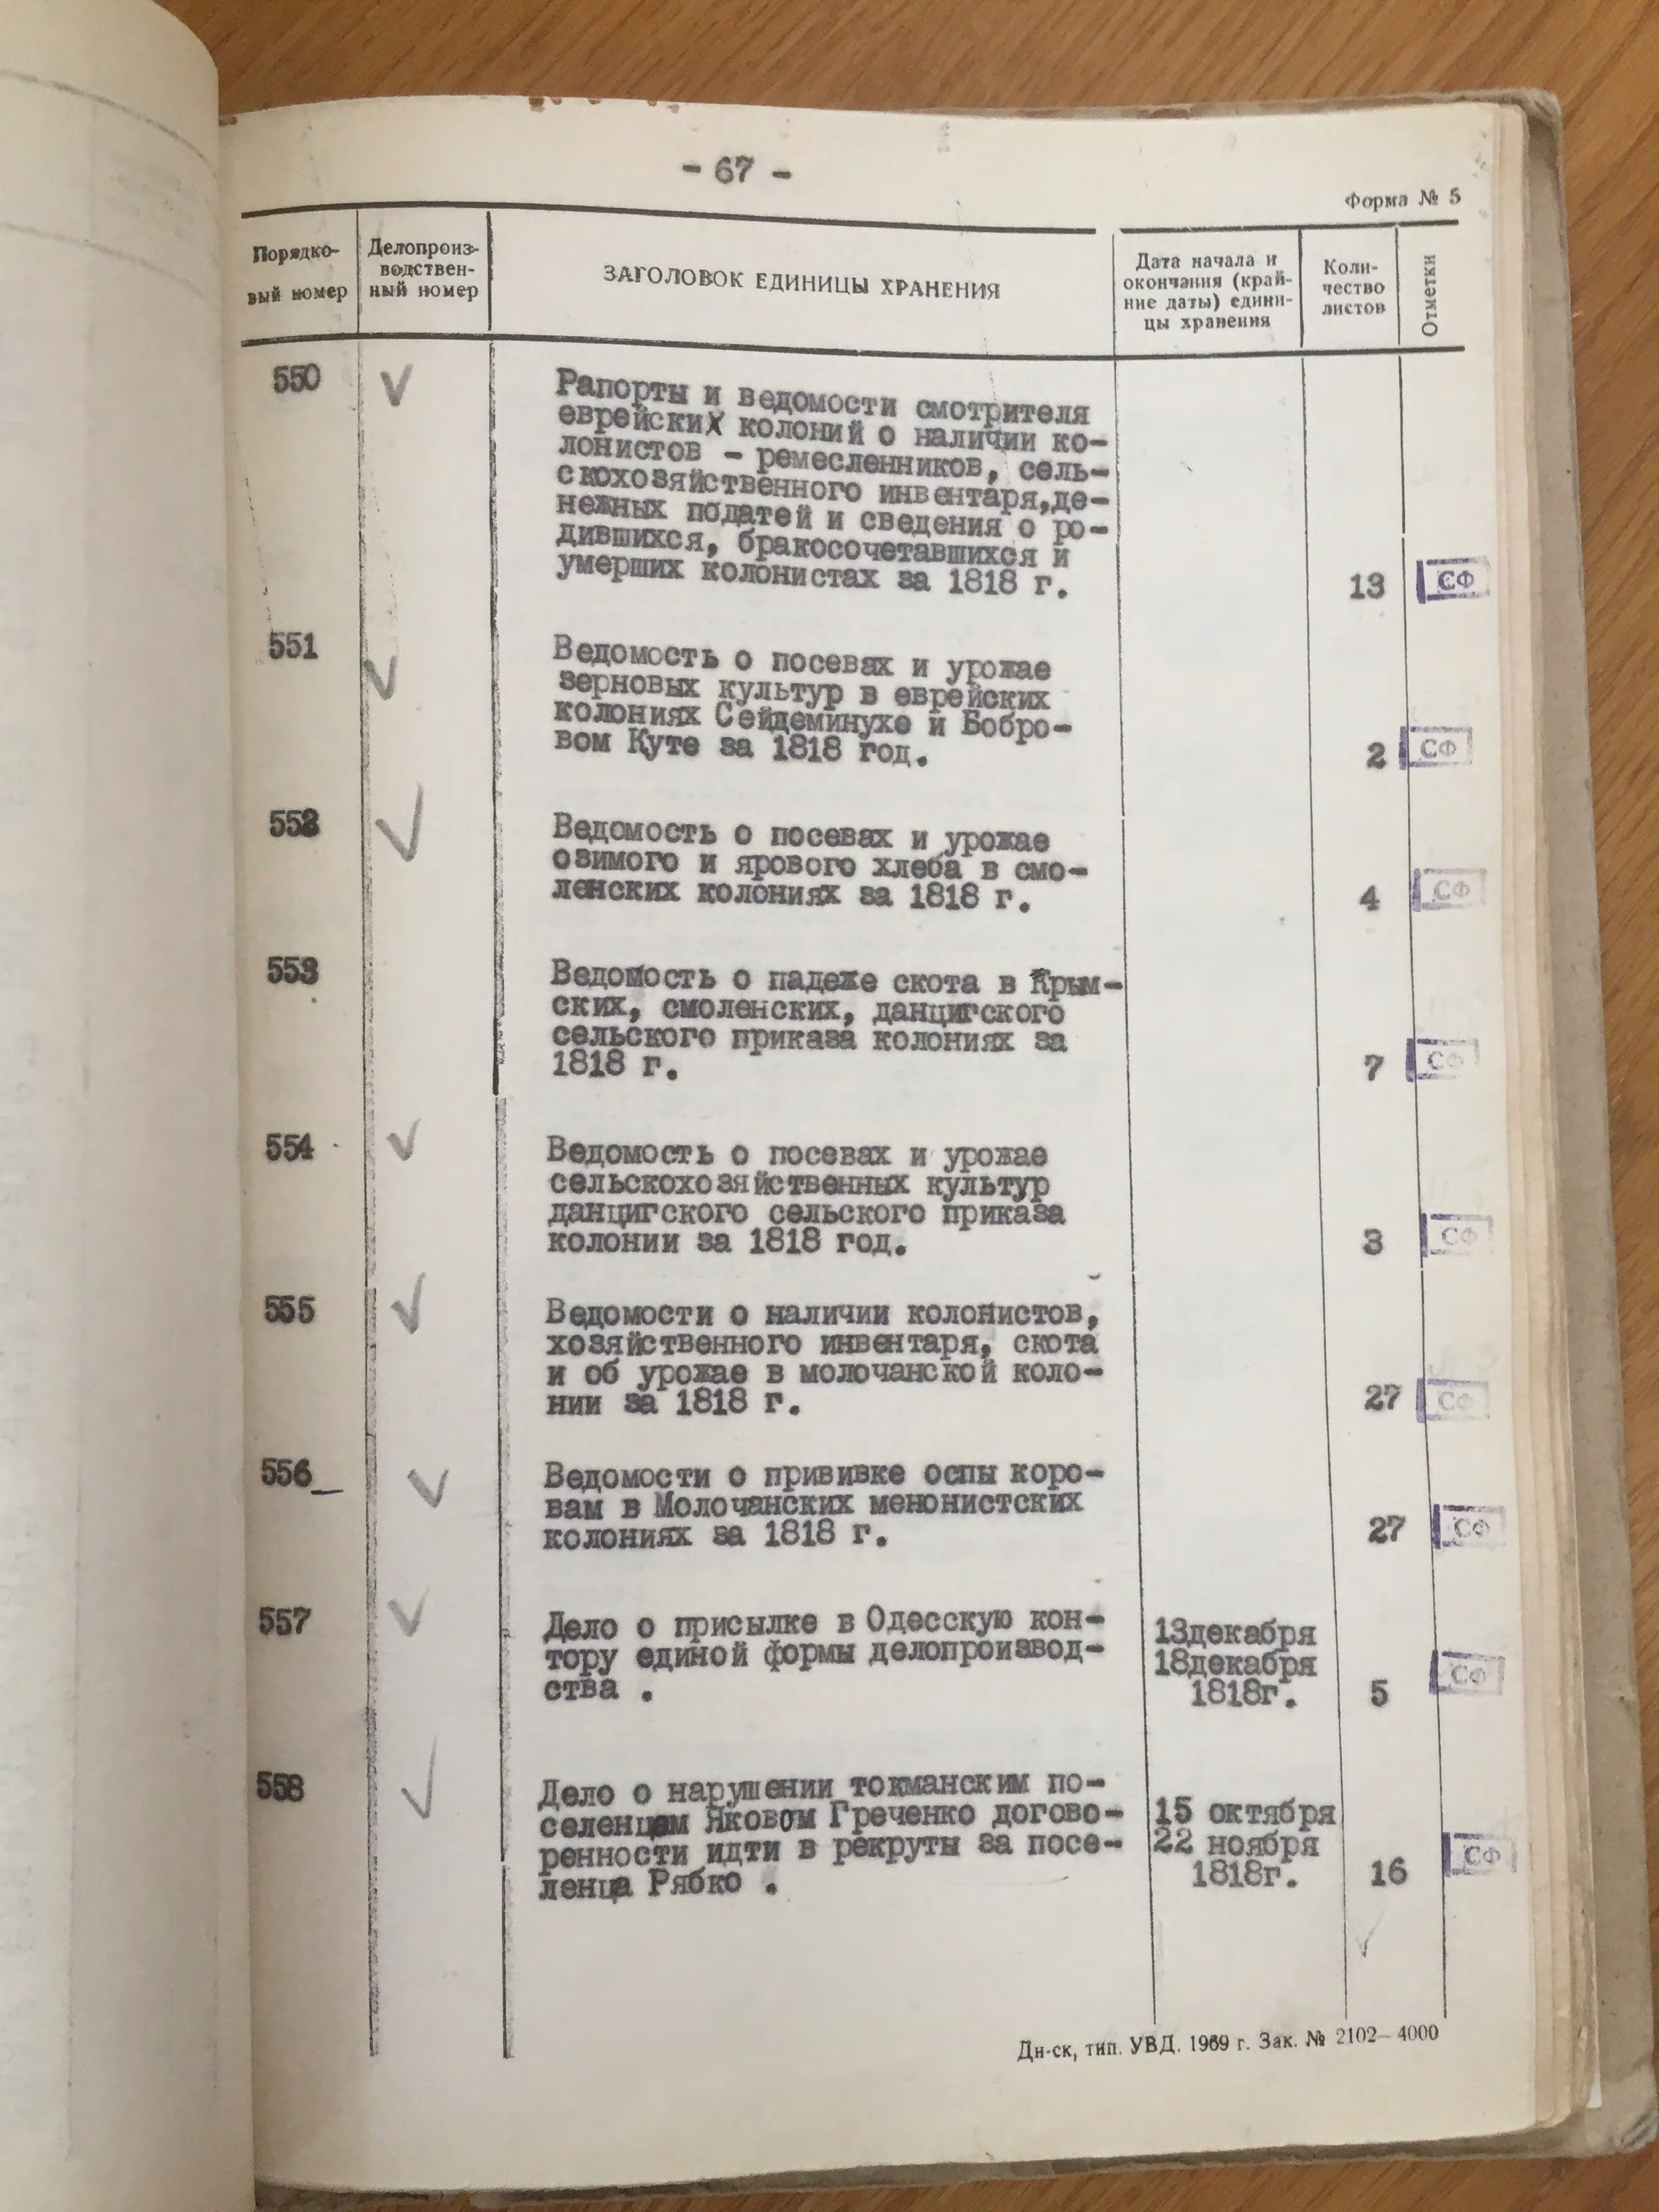 - 67 -
Форма № 5
Порядко-
вый номер
Делопроиз-
водствен-
ный номер
ЗАГОЛОВОК ЕДИНИЦЫ ХРАНЕНИЯ
Дата начала и
окончания (край-
ние даты) едини-
цы хранения
Коли-
чество
листов
Отметки
550
Рапорты и ведомости смотрителя
еврейских колоний о наличии ко-
лонистов - ремесленников, сель-
скохозяйственного инвентаря,де-
нежных податей и сведения о ро-
дившихся, бракосочетавшихся и
умерших колонистах за 1818 г.
13
СФ
551
Ведомость о посевах и урожае
зерновых культур в еврейских
колониях Сейдеминухе и Бобро-
вом Куте за 1818 год.
2
СФ
552
Ведомость о посевах и урожае
озимого и ярового хлеба в смо-
ленских колониях за 1818 г.
4
СФ
553
Ведомость о падеже скота в Крым-
ских, смоленских, данцигского
сельского приказа колониях за
1818 г.
7
СФ
554
Ведомость о посевах и урожае
сельскохозяйственных культур
данцигского сельского приказа
колонии за 1818 год.
3
СФ
555
Ведомости о наличии колонистов,
хозяйственного инвентаря, скота
и об урожае в молочанской коло-
нии за 1818 г.
27
СФ
556
Ведомости о прививке оспы коро-
вам в Молочанских менонистских
колониях за 1818 г.
27
СФ
557
Дело о присылке в Одесскую кон-
тору единой формы делопроизвод-
ства .
13декабря
18декабря
1818г.
5
СФ
558
Дело о нарушении токманским по-
селенцем Яковом Греченко догово-
ренности идти в рекруты за посе-
ленца Рябко .
15 октября
22 ноября
1818г.
16
СФ
Дн-ск, тип. УВД. 1969 г. Зак. № 2102—4000